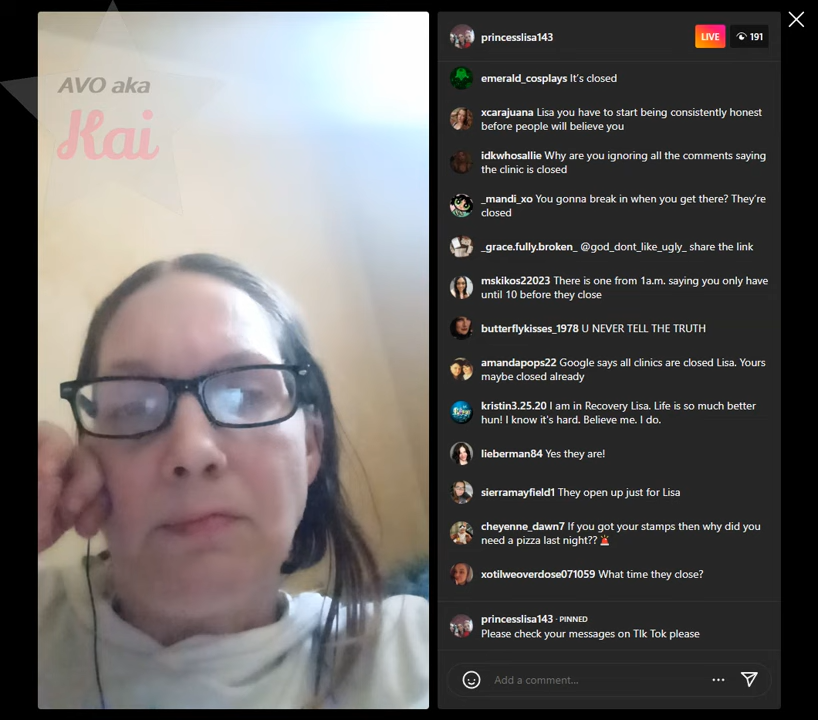 AVO aka
Kai
princesslisa143
LIVE
191
emerald_cosplays It's closed
xcarajuana Lisa you have to start being consistently honest
before people will believe you
idkwhosallie Why are you ignoring all the comments saying
the clinic is closed
_mandi_xo You gonna break in when you get there? They're
closed
_grace.fully.broken_ @god_dont_like_ugly_ share the link
mskikos22023 There is one from 1a.m. saying you only have
until 10 before they close
butterflykisses_1978 U NEVER TELL THE TRUTH
amandapops22 Google says all clinics are closed Lisa. Yours
maybe closed already
kristin3.25.20 I am in Recovery Lisa. Life is so much better
hun! I know it's hard. Believe me. I do.
lieberman84 Yes they are!
sierramayfield1 They open up just for Lisa
cheyenne_dawn7 If you got your stamps then why did you
need a pizza last night??🚨
xotilweoverdose071059 What time they close?
princesslisa143 · PINNED
Please check your messages on TIk Tok please
Add a comment...